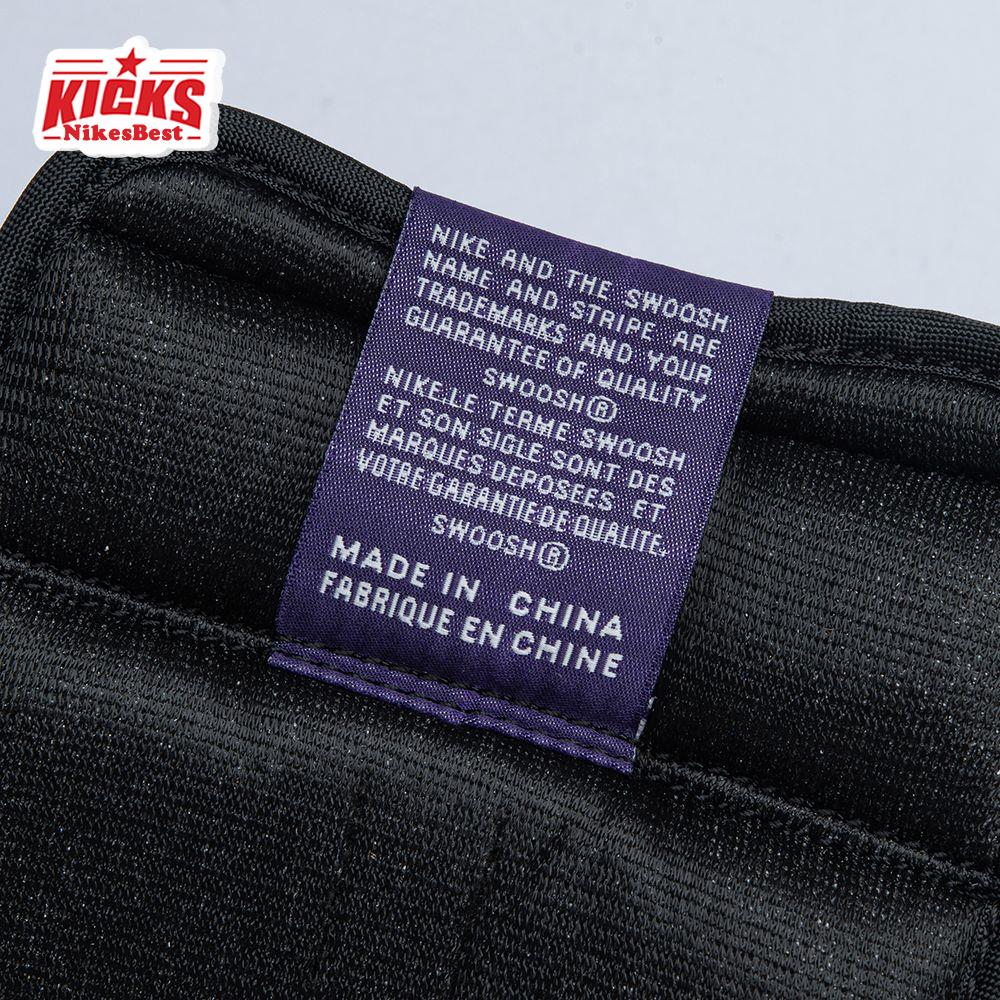 KICKS
NikesBest
NIKE AND THE SWOOSH
NAME AND STRIPE ARE
TRADEMARKS AND YOUR
GUARANTEE OF QUALITY
SWOOSH®
NIKE.LE TERME SWOOSH
ET SON SIGLE SONT DES
MARQUES DEPOSEES ET
VOTRE GARANTIE DE QUALITE.
SWOOSH®
MADE IN CHINA
FABRIQUE EN CHINE